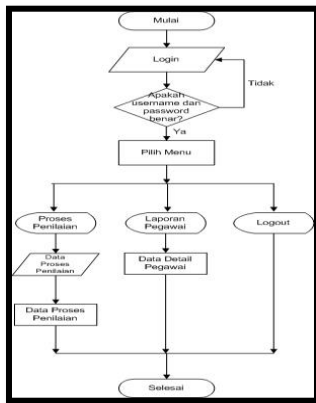 Mulai
Login
Tidak
Apakah
username dan
password
benar?
Ya
Pilih Menu
Proses
Penilaian
Laporan
Pegawai
Logout
Data
Proses
Penilaian
Data Detail
Pegawai
Data Proses
Penilaian
Selesai